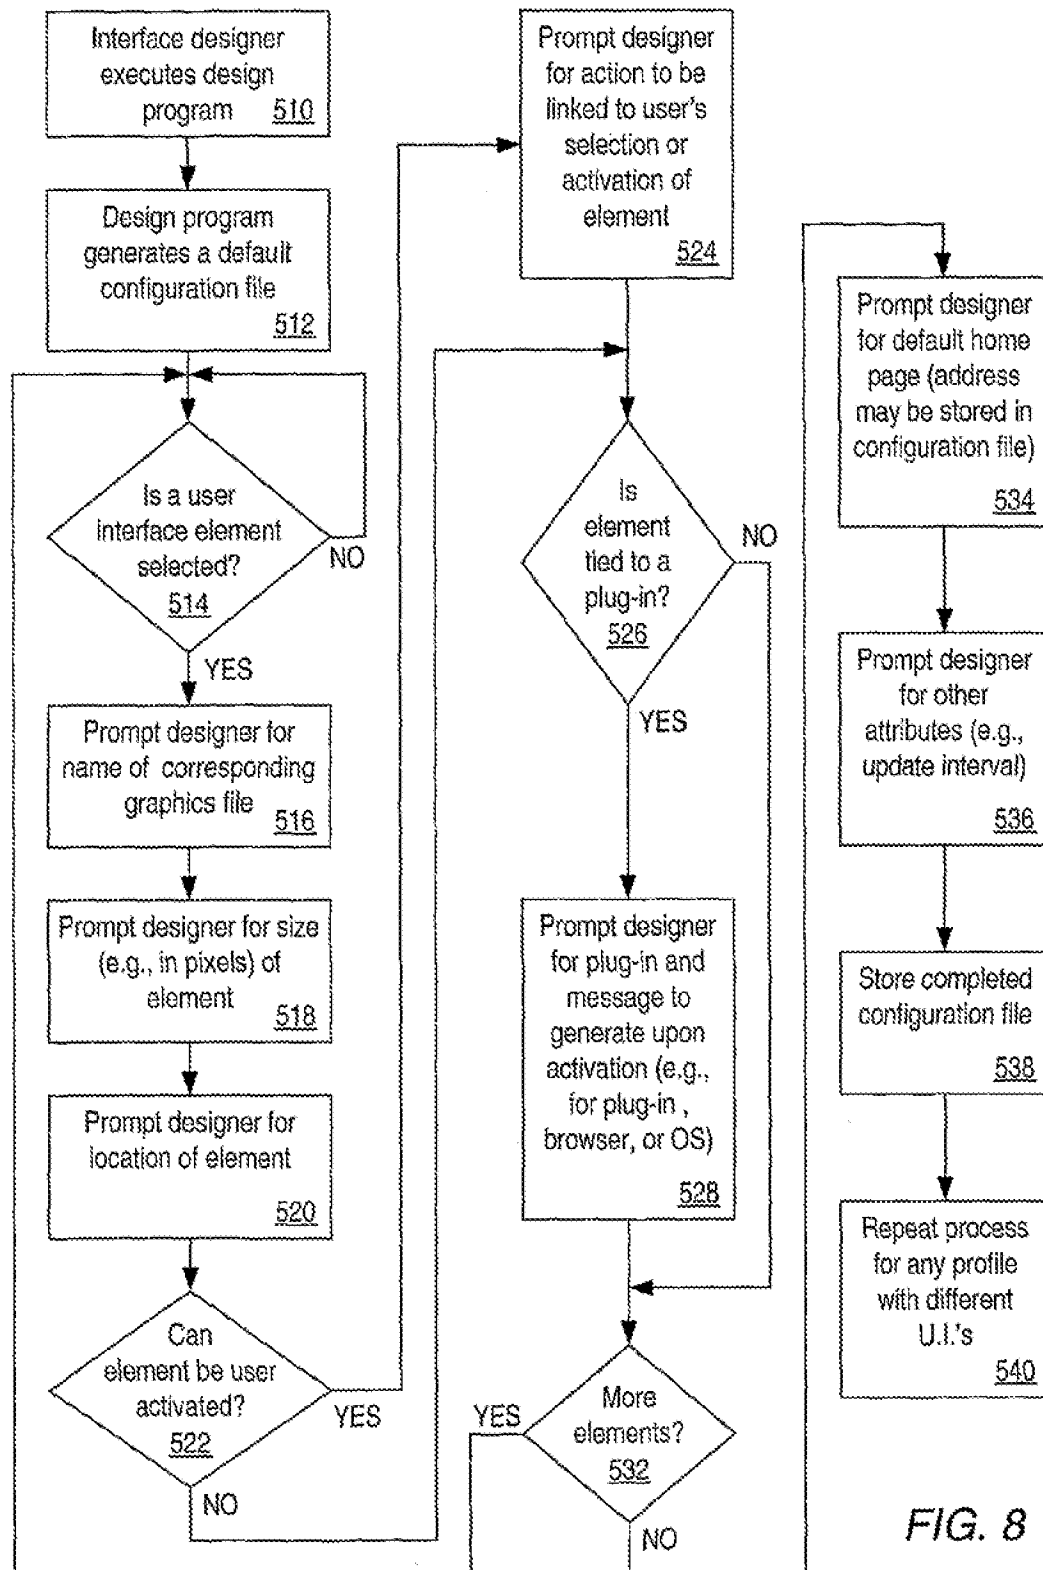 Interface designer
executes design
program 510
Design program
generates a default
configuration file
512
Is a user
interface element
selected?
514
NO
YES
Prompt designer for
name of corresponding
graphics file
516
Prompt designer for size
(e.g., in pixels) of
element
518
Prompt designer for
location of element
520
Can
element be user
activated?
522
YES
NO
Prompt designer
for action to be
linked to user's
selection or
activation of
element
524
Is
element
tied to a
plug-in?
526
NO
YES
Prompt designer
for plug-in and
message to
generate upon
activation (e.g.,
for plug-in ,
browser, or OS)
528
More
elements?
532
YES
NO
Prompt designer
for default home
page (address
may be stored in
configuration file)
534
Prompt designer
for other
attributes (e.g.,
update interval)
536
Store completed
configuration file
538
Repeat process
for any profile
with different
U.I.'s
540
FIG. 8